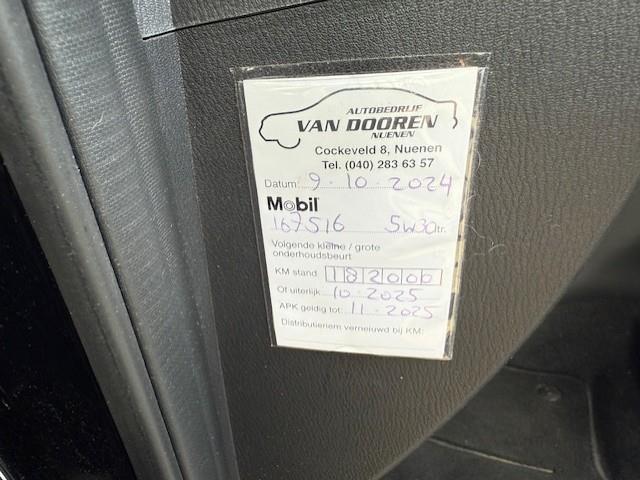 AUTOBEDRIJF
VAN DOOREN
NUENEN
Cockeveld 8, Nuenen
Tel. (040) 283 63 57
Datum: 9-10-2024
Mobil
167516 5W30 ltr.
Volgende kleine / grote
onderhoudsbeurt
KM stand 182000
Of uiterlijk 10-2025
APK geldig tot: 11-2025
Distributieriem vernieuwd bij KM: